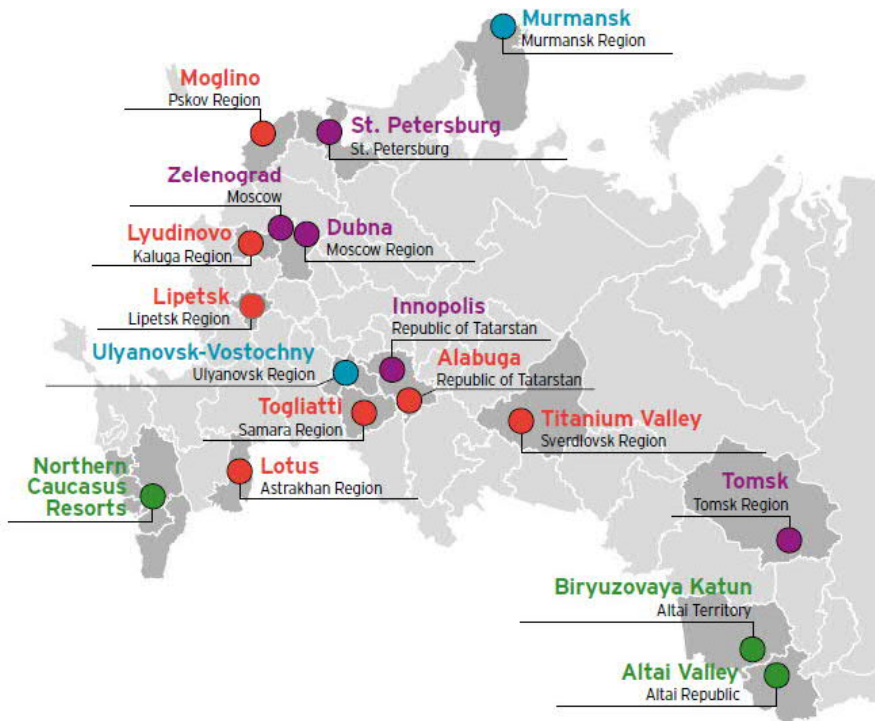 Murmansk
Murmansk Region
Moglino
Pskov Region
St. Petersburg
St. Petersburg
Zelenograd
Moscow
Dubna
Moscow Region
Lyudinovo
Kaluga Region
Lipetsk
Lipetsk Region
Innopolis
Republic of Tatarstan
Ulyanovsk-Vostochny
Ulyanovsk Region
Alabuga
Republic of Tatarstan
Togliatti
Samara Region
Titanium Valley
Sverdlovsk Region
Northern
Caucasus
Resorts
Lotus
Astrakhan Region
Tomsk
Tomsk Region
Biryuzovaya Katun
Altai Territory
Altai Valley
Altai Republic